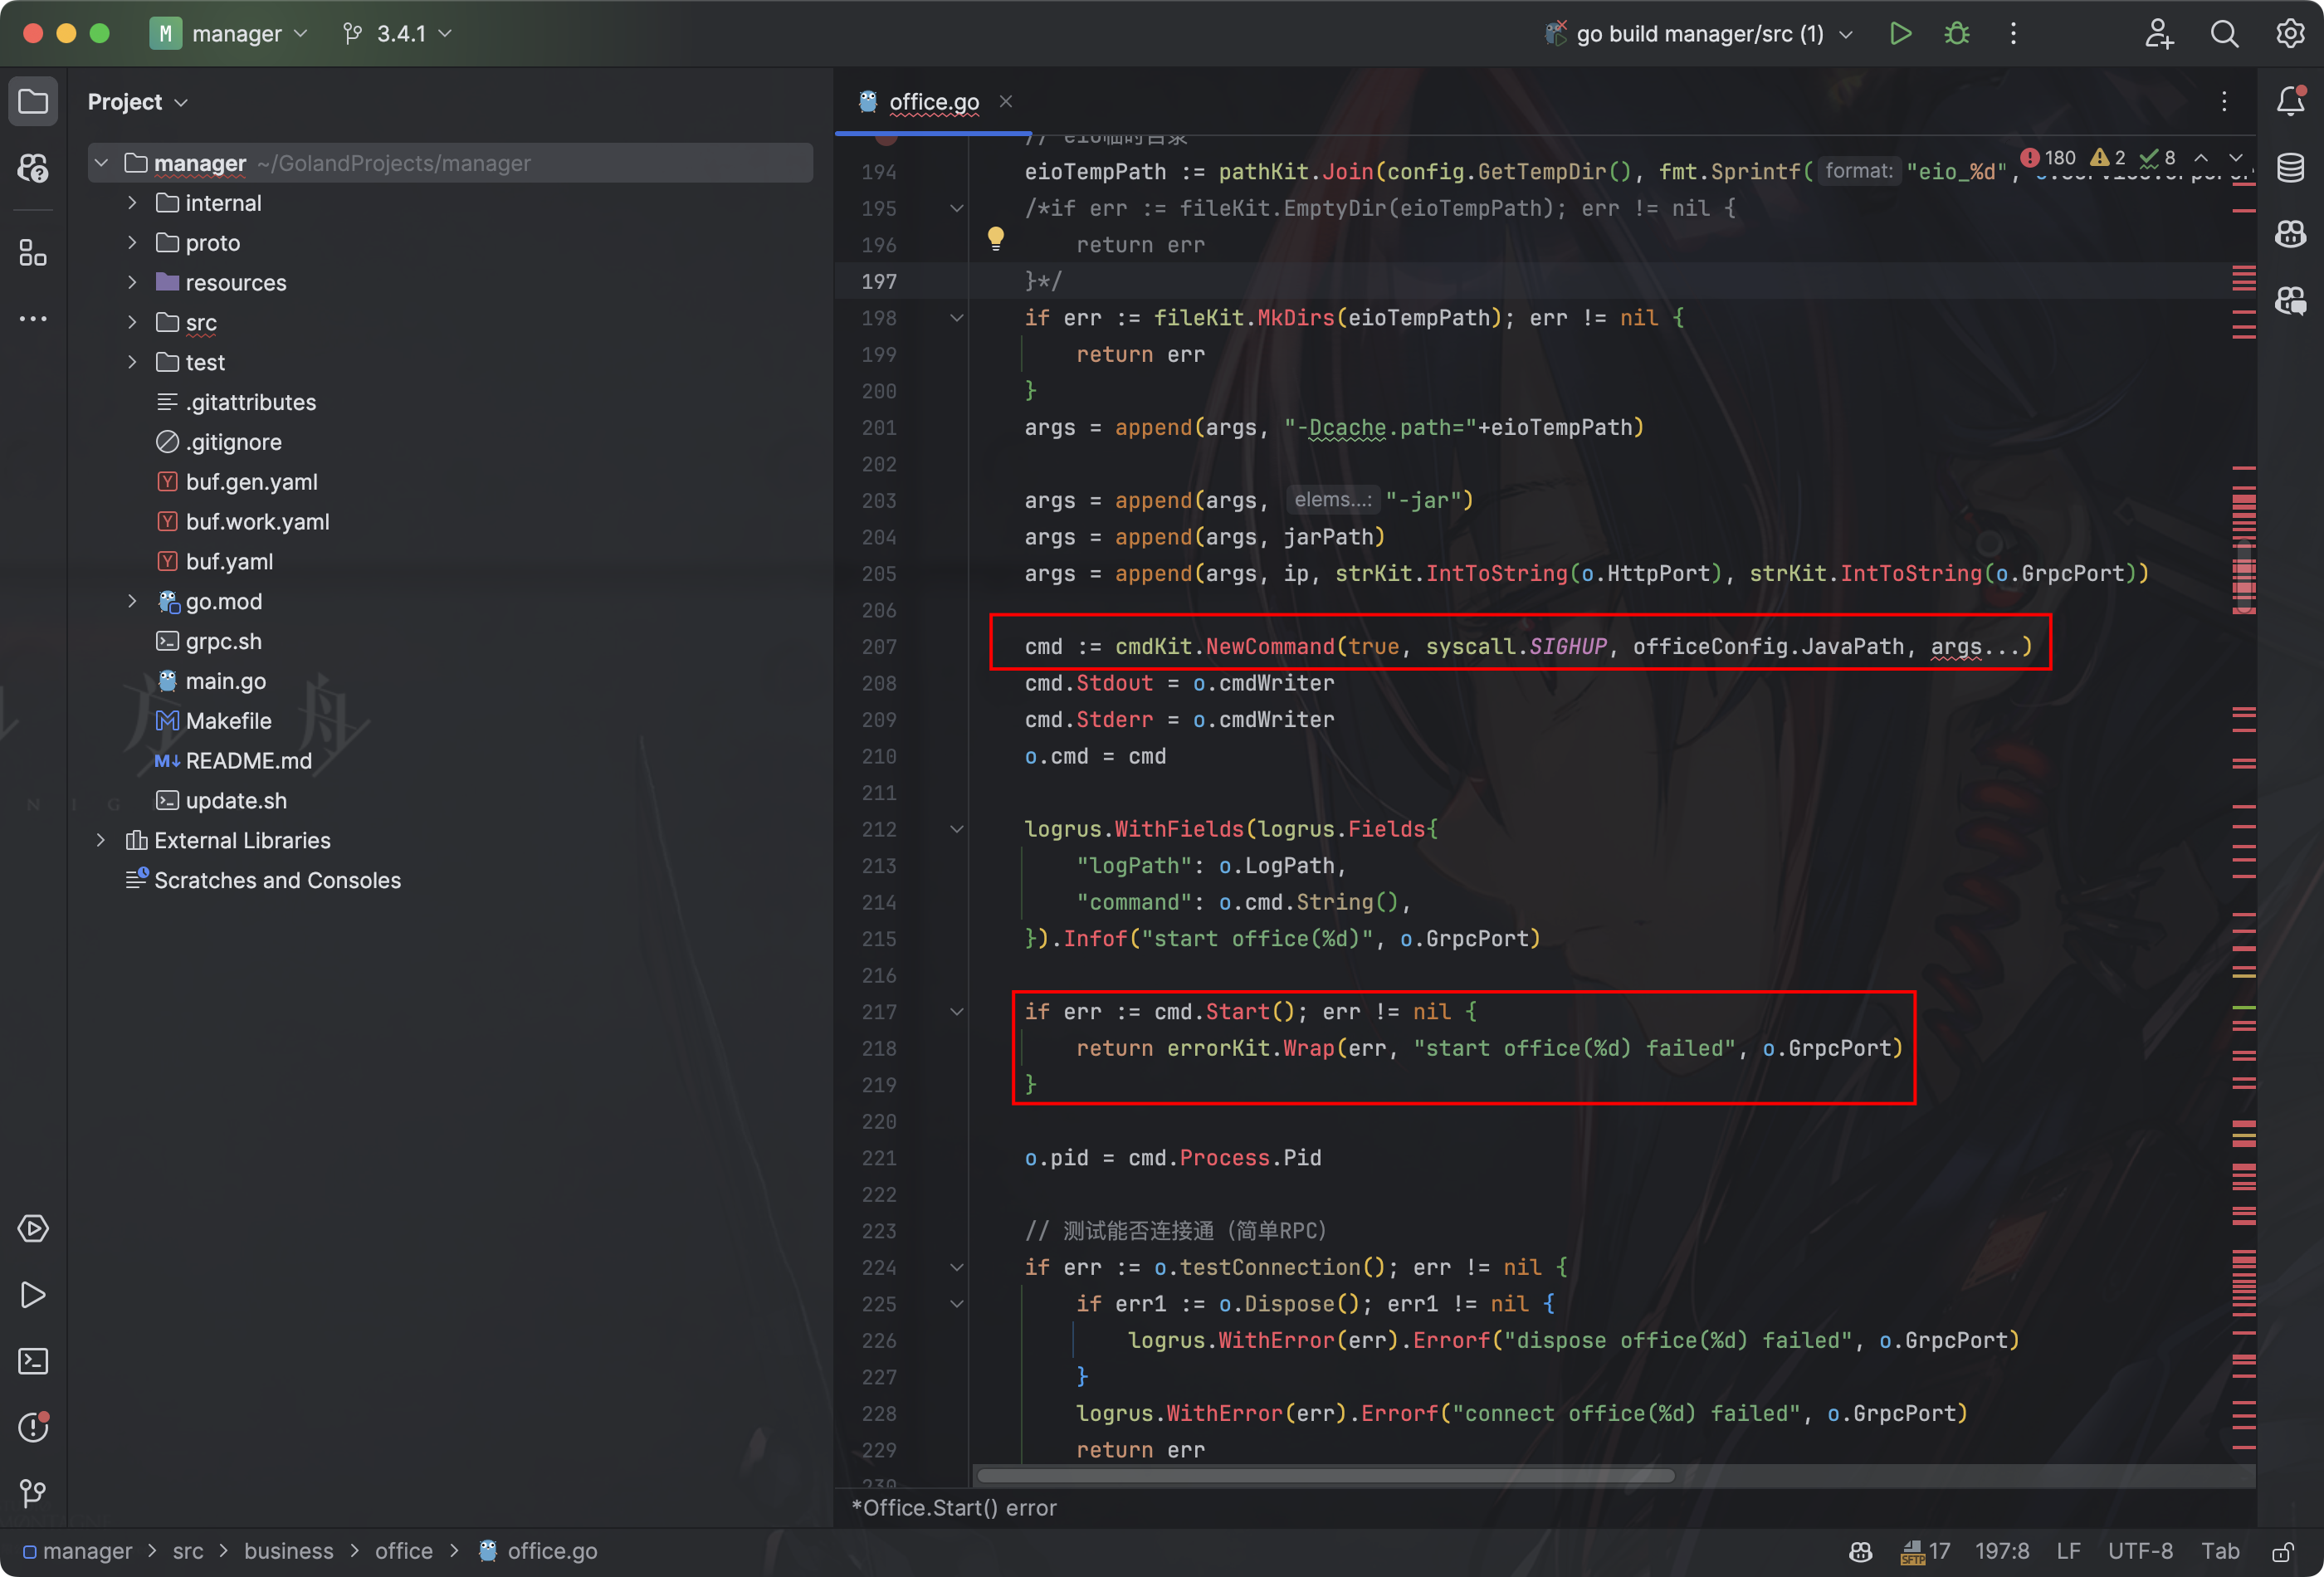 M manager 3.4.1 go build manager/src (1)
Project
manager ~/GolandProjects/manager
internal
proto
resources
src
test
.gitattributes
.gitignore
buf.gen.yaml
buf.work.yaml
buf.yaml
go.mod
grpc.sh
main.go
Makefile
README.md
update.sh
External Libraries
Scratches and Consoles
office.go
180 2 8
// eio临时目录
194 eioTempPath := pathKit.Join(config.GetTempDir(), fmt.Sprintf( format: "eio_%d",
195 /*if err := fileKit.EmptyDir(eioTempPath); err != nil {
196 return err
197 }*/
198 if err := fileKit.MkDirs(eioTempPath); err != nil {
199 return err
200 }
201 args = append(args, "-Dcache.path="+eioTempPath)
202
203 args = append(args, elems...: "-jar")
204 args = append(args, jarPath)
205 args = append(args, ip, strKit.IntToString(o.HttpPort), strKit.IntToString(o.GrpcPort))
206
207 cmd := cmdKit.NewCommand(true, syscall.SIGHUP, officeConfig.JavaPath, args...)
208 cmd.Stdout = o.cmdWriter
209 cmd.Stderr = o.cmdWriter
210 o.cmd = cmd
211
212 logrus.WithFields(logrus.Fields{
213 "logPath": o.LogPath,
214 "command": o.cmd.String(),
215 }).Infof("start office(%d)", o.GrpcPort)
216
217 if err := cmd.Start(); err != nil {
218 return errorKit.Wrap(err, "start office(%d) failed", o.GrpcPort)
219 }
220
221 o.pid = cmd.Process.Pid
222
223 // 测试能否连接通（简单RPC）
224 if err := o.testConnection(); err != nil {
225 if err1 := o.Dispose(); err1 != nil {
226 logrus.WithError(err).Errorf("dispose office(%d) failed", o.GrpcPort)
227 }
228 logrus.WithError(err).Errorf("connect office(%d) failed", o.GrpcPort)
229 return err
230
*Office.Start() error
manager > src > business > office > office.go
SFTP 17 197:8 LF UTF-8 Tab